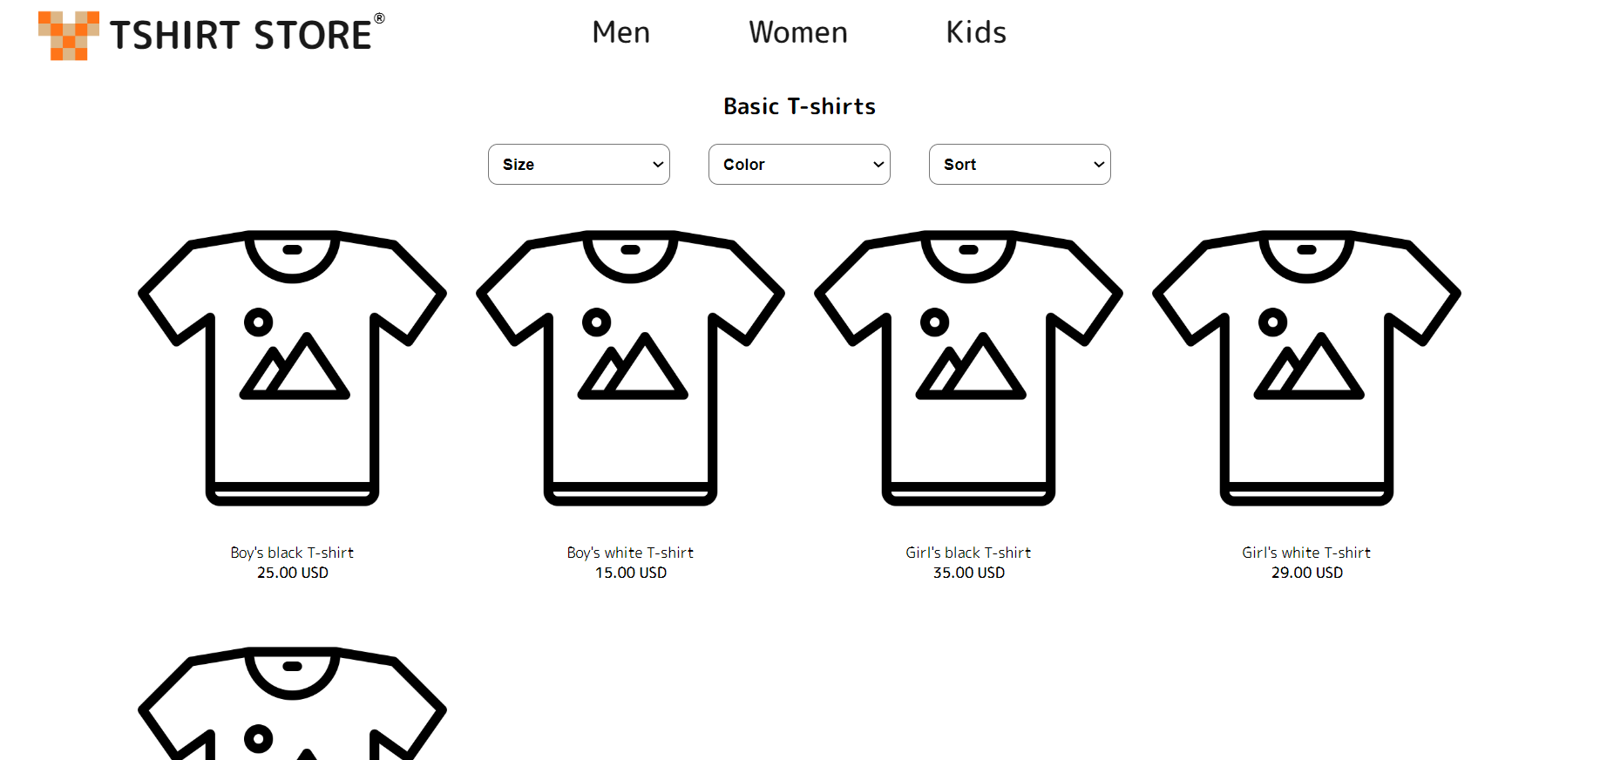 TSHIRT STORE®
Men Women Kids
Basic T-shirts
Size Color Sort
Boy's black T-shirt Boy's white T-shirt Girl's black T-shirt Girl's white T-shirt
25.00 USD 15.00 USD 35.00 USD 29.00 USD